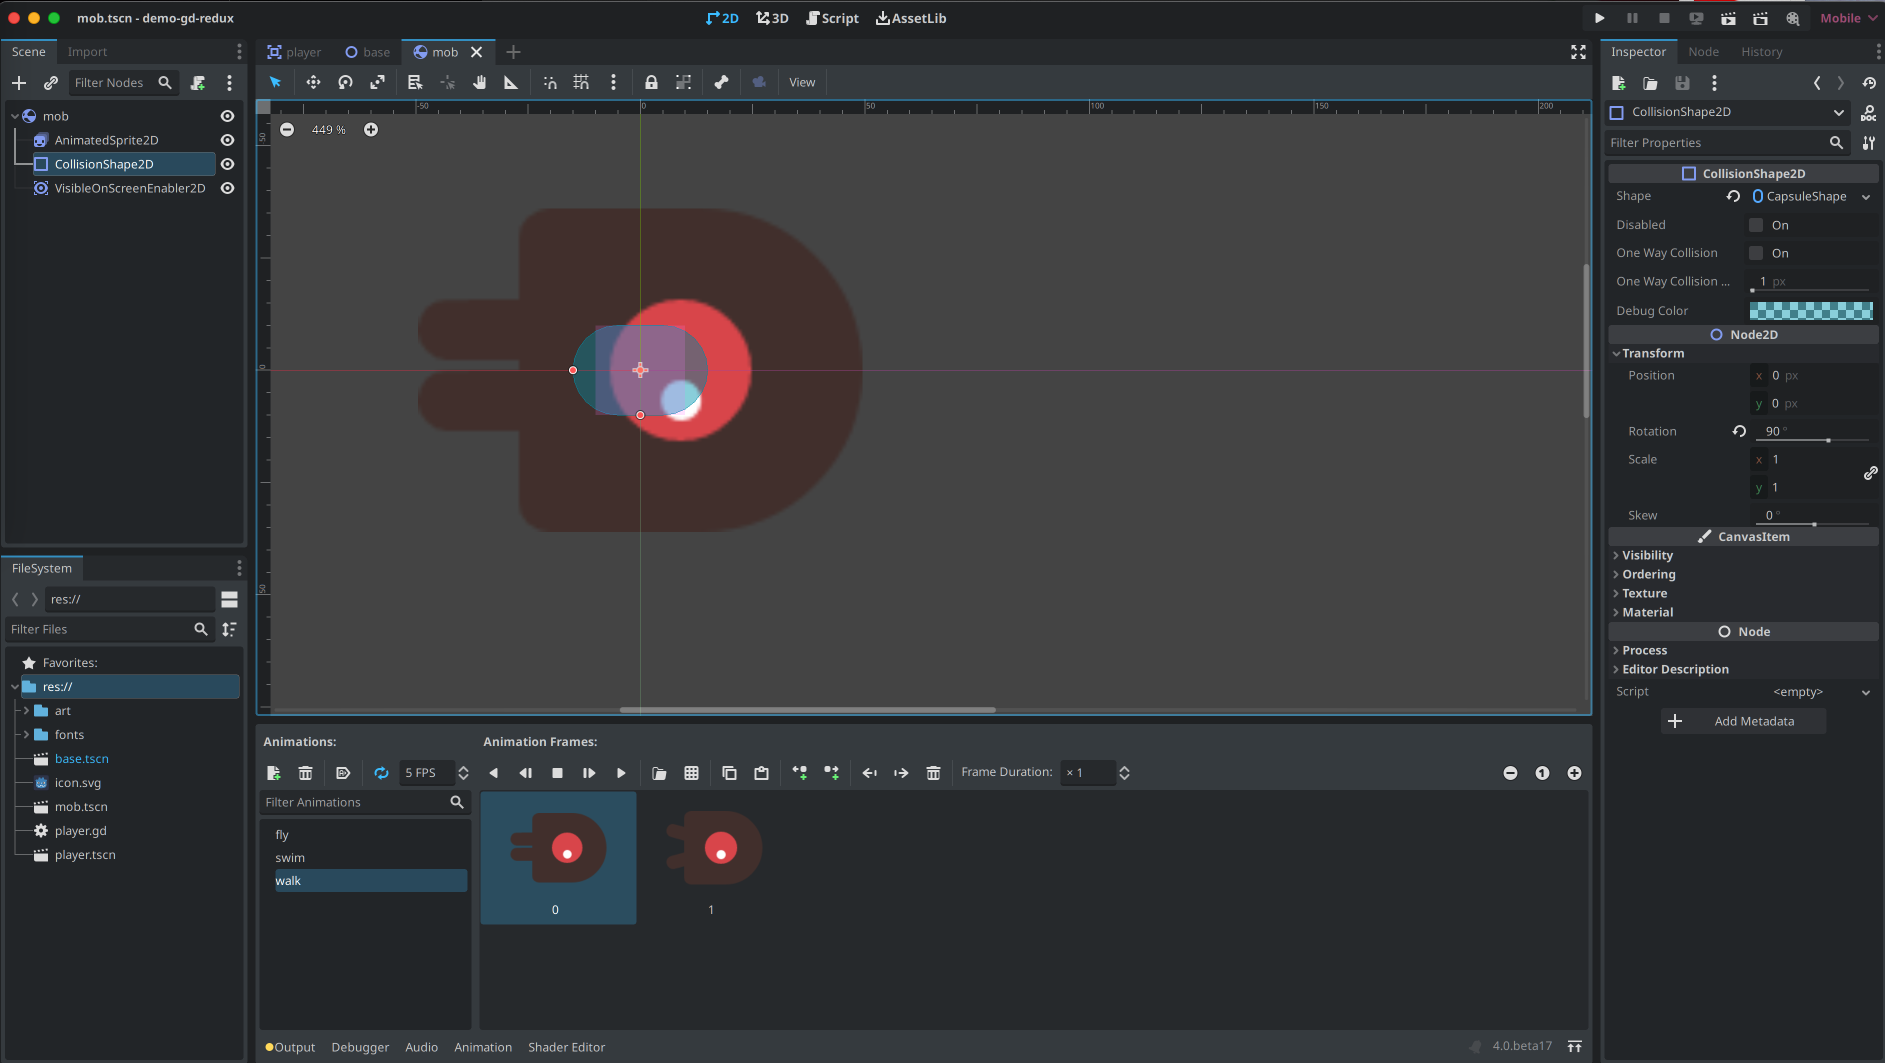 mob.tscn - demo-gd-redux
2D 3D Script AssetLib
Mobile
Scene Import
Filter Nodes
mob
AnimatedSprite2D
CollisionShape2D
VisibleOnScreenEnabler2D
FileSystem
res://
Filter Files
Favorites:
res://
art
fonts
base.tscn
icon.svg
mob.tscn
player.gd
player.tscn
player base mob
View
-50 0 50 100 150 200
449 %
50
0
50
Animations:
5 FPS
Filter Animations
fly
swim
walk
Animation Frames:
Frame Duration: × 1
1
0 1
Output Debugger Audio Animation Shader Editor
4.0.beta17
Inspector Node History
CollisionShape2D
DOC
Filter Properties
CollisionShape2D
Shape CapsuleShape
Disabled On
One Way Collision On
One Way Collision ... 1 px
Debug Color
Node2D
Transform
Position x 0 px
y 0 px
Rotation 90 °
Scale x 1
y 1
Skew 0 °
CanvasItem
Visibility
Ordering
Texture
Material
Node
Process
Editor Description
Script <empty>
Add Metadata